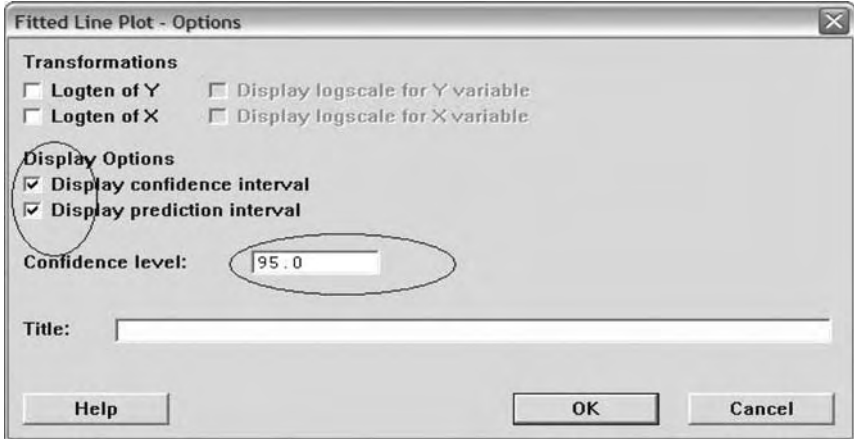 Fitted Line Plot - Options
Transformations
Logten of Y Display logscale for Y variable
Logten of X Display logscale for X variable
Display Options
Display confidence interval
Display prediction interval
Confidence level: 95.0
Title:
Help OK Cancel